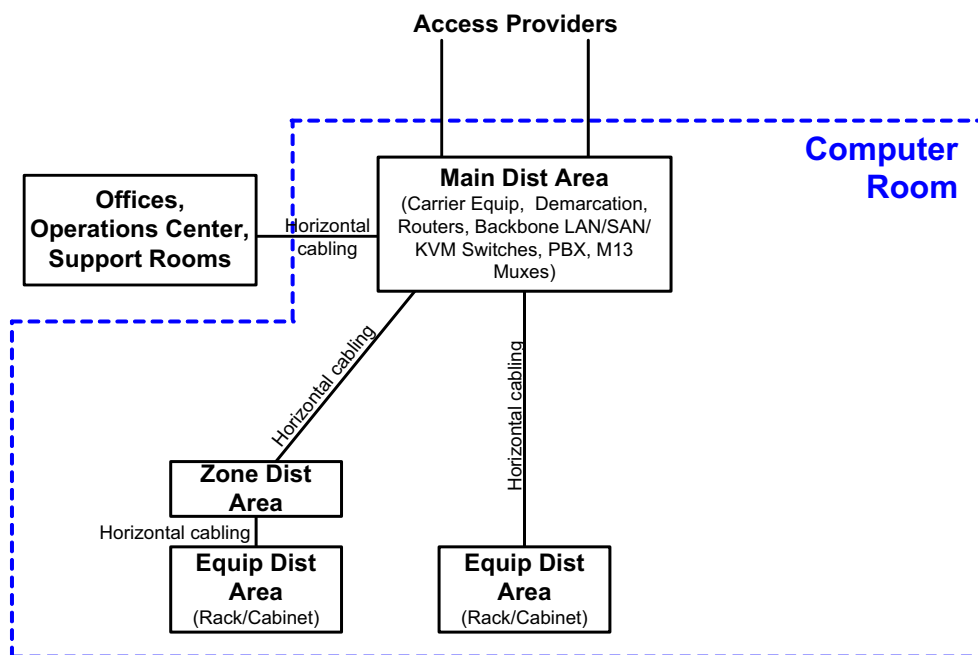 Access Providers
Computer
Room
Main Dist Area
(Carrier Equip, Demarcation,
Routers, Backbone LAN/SAN/
KVM Switches, PBX, M13
Muxes)
Offices,
Operations Center,
Support Rooms
Horizontal
cabling
Horizontal cabling
Horizontal cabling
Zone Dist
Area
Horizontal cabling
Equip Dist
Area
(Rack/Cabinet)
Equip Dist
Area
(Rack/Cabinet)